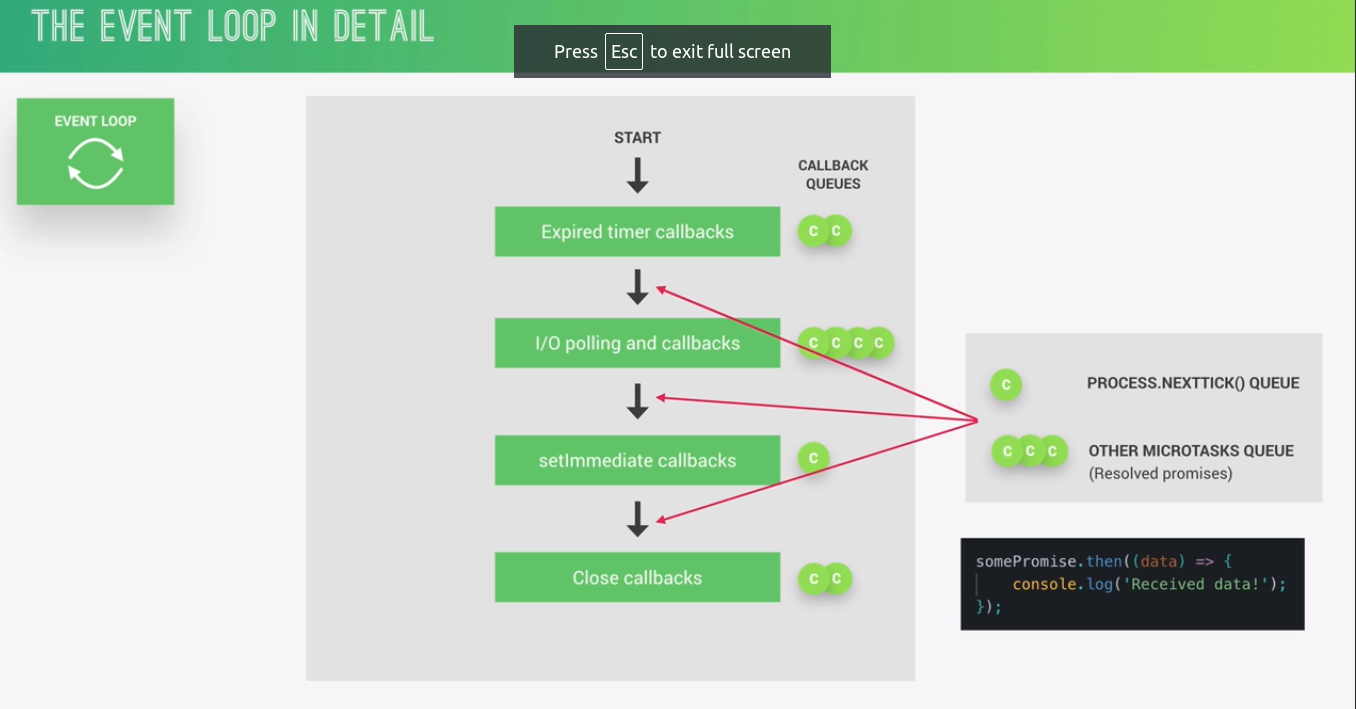 THE EVENT LOOP IN DETAIL
Press Esc to exit full screen
EVENT LOOP
START
CALLBACK
QUEUES
Expired timer callbacks
C C
I/O polling and callbacks
C C C C
setImmediate callbacks
C
Close callbacks
C C
C
PROCESS.NEXTTICK() QUEUE
C C C
OTHER MICROTASKS QUEUE
(Resolved promises)
somePromise.then((data) => {
console.log('Received data!');
});